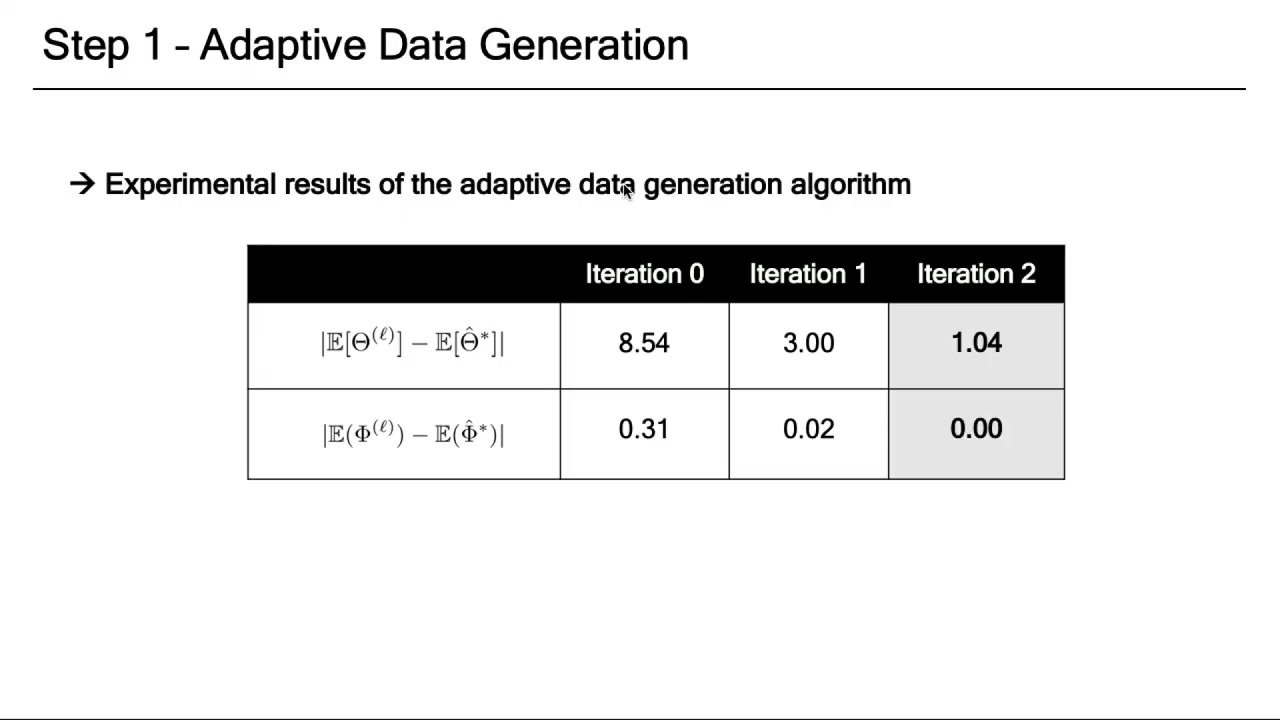 Step 1 - Adaptive Data Generation
→ Experimental results of the adaptive data generation algorithm
Iteration 0 Iteration 1 Iteration 2
|𝔼[Θ^(ℓ)] − 𝔼[Θ̂*]| 8.54 3.00 1.04
|𝔼(Φ^(ℓ)) − 𝔼(Φ̂*)| 0.31 0.02 0.00